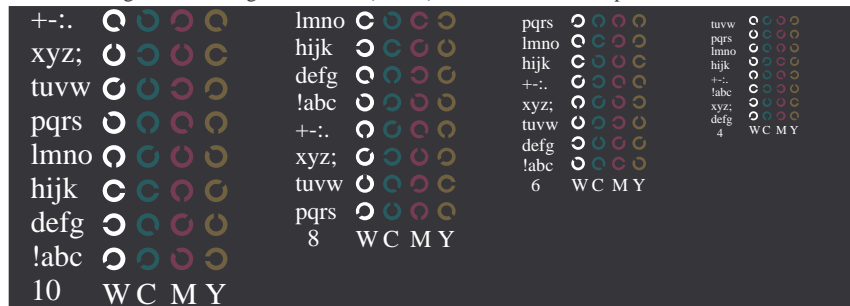 +-:.
xyz;
tuvw
pqrs
lmno
hijk
defg
!abc
10 W C M Y
lmno
hijk
defg
!abc
+-:.
xyz;
tuvw
pqrs
8 W C M Y
pqrs
lmno
hijk
+-:.
xyz;
tuvw
defg
!abc
6 W C M Y
tuvw
pqrs
lmno
hijk
+-:.
!abc
xyz;
defg
4 W C M Y